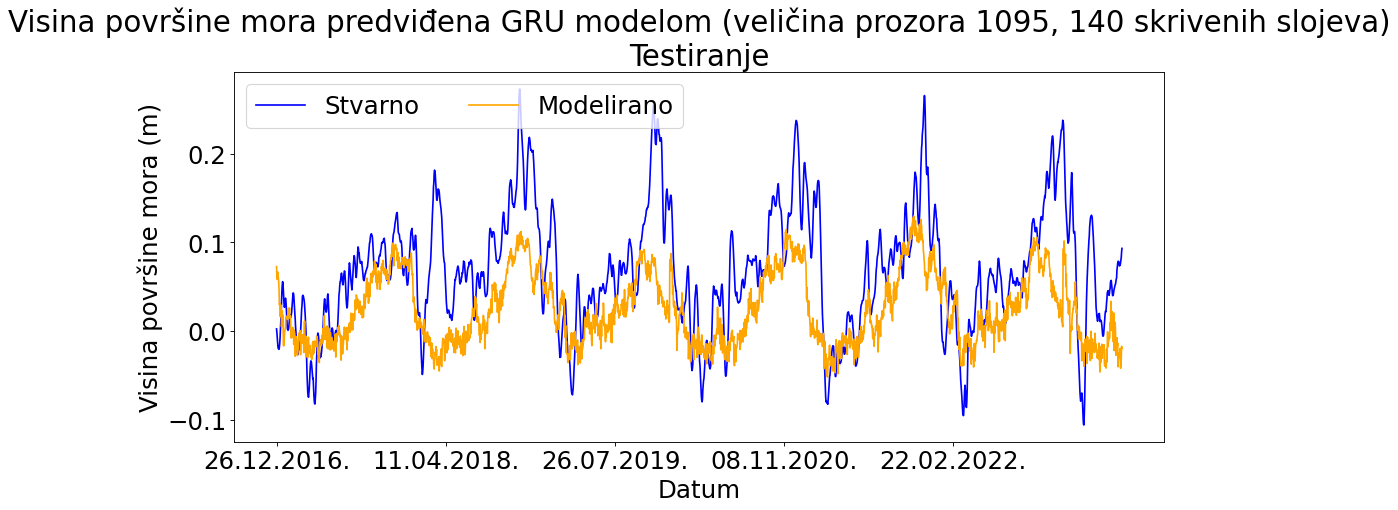 Visina površine mora predviđena GRU modelom (veličina prozora 1095, 140 skrivenih slojeva)
Testiranje
Stvarno
Modelirano
Visina površine mora (m)
0.2
0.1
0.0
−0.1
26.12.2016.
11.04.2018.
26.07.2019.
08.11.2020.
22.02.2022.
Datum